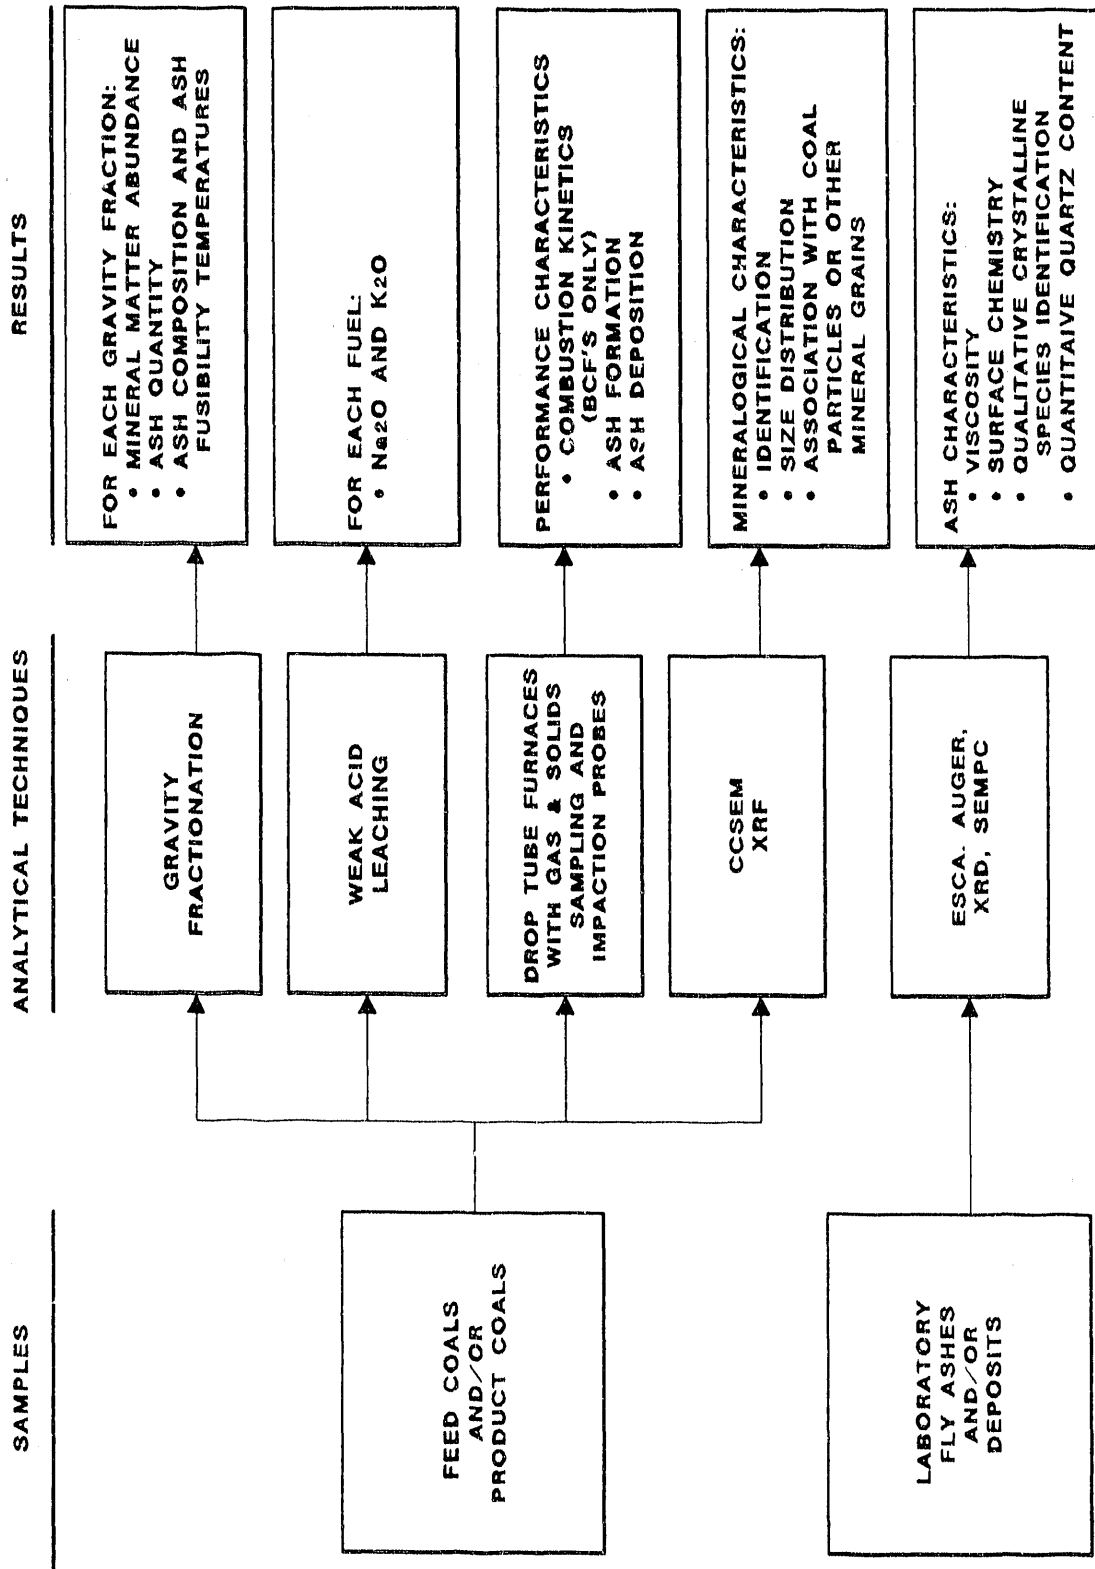 SAMPLES
ANALYTICAL TECHNIQUES
RESULTS
FEED COALS
AND/OR
PRODUCT COALS
LABORATORY
FLY ASHES
AND/OR
DEPOSITS
GRAVITY
FRACTIONATION
WEAK ACID
LEACHING
DROP TUBE FURNACES
WITH GAS & SOLIDS
SAMPLING AND
IMPACTION PROBES
CCSEM
XRF
ESCA. AUGER,
XRD, SEMPC
FOR EACH GRAVITY FRACTION:
• MINERAL MATTER ABUNDANCE
• ASH QUANTITY
• ASH COMPOSITION AND ASH
FUSIBILITY TEMPERATURES
FOR EACH FUEL:
• Na2O AND K2O
PERFORMANCE CHARACTERISTICS
• COMBUSTION KINETICS
(BCF'S ONLY)
• ASH FORMATION
• ASH DEPOSITION
MINERALOGICAL CHARACTERISTICS:
• IDENTIFICATION
• SIZE DISTRIBUTION
• ASSOCIATION WITH COAL
PARTICLES OR OTHER
MINERAL GRAINS
ASH CHARACTERISTICS:
• VISCOSITY
• SURFACE CHEMISTRY
• QUALITATIVE CRYSTALLINE
SPECIES IDENTIFICATION
• QUANTITAIVE QUARTZ CONTENT